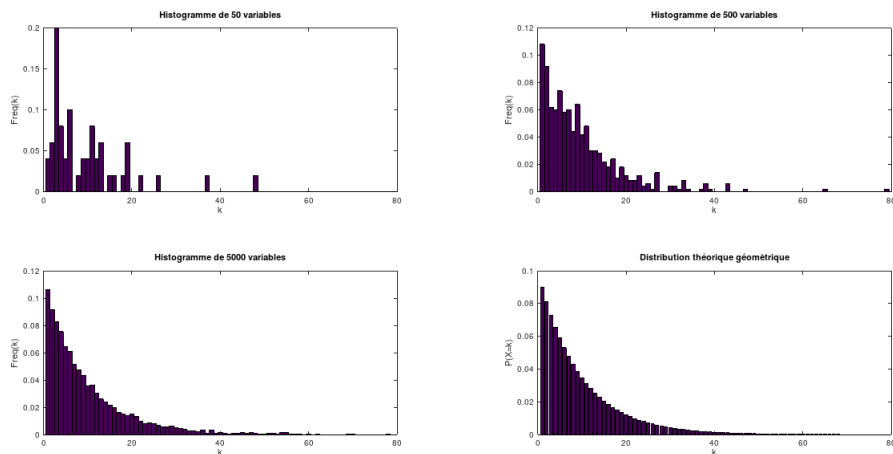 Histogramme de 50 variables
0.2
0.15
0.1
0.05
0
0 20 40 60 80
Freq(k)
k
Histogramme de 500 variables
0.12
0.1
0.08
0.06
0.04
0.02
0
0 20 40 60 80
Freq(k)
k
Histogramme de 5000 variables
0.12
0.1
0.08
0.06
0.04
0.02
0
0 20 40 60 80
Freq(k)
k
Distribution théorique géomètrique
0.12
0.1
0.08
0.06
0.04
0.02
0
0 20 40 60 80
P(X=k)
k